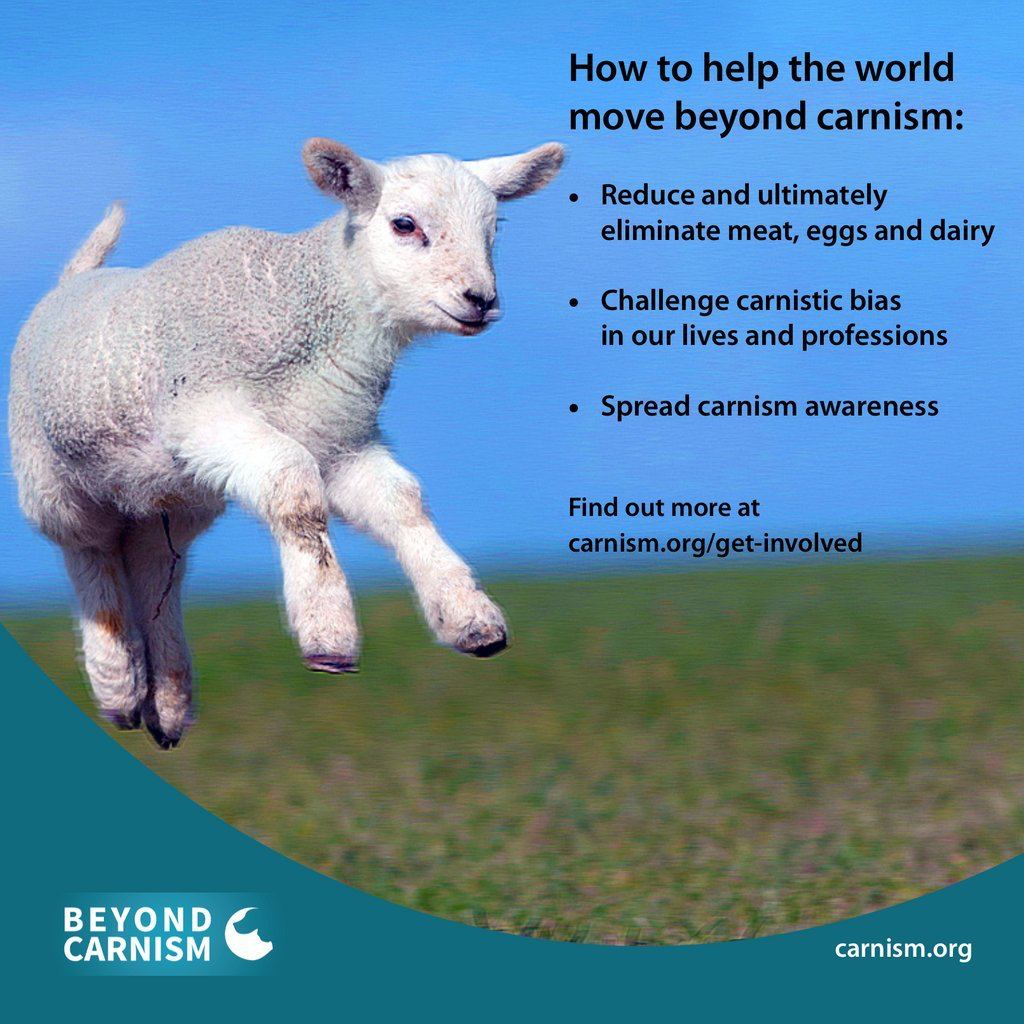 How to help the world
move beyond carnism:
• Reduce and ultimately
eliminate meat, eggs and dairy
• Challenge carnistic bias
in our lives and professions
• Spread carnism awareness
Find out more at
carnism.org/get-involved
BEYOND
CARNISM
carnism.org